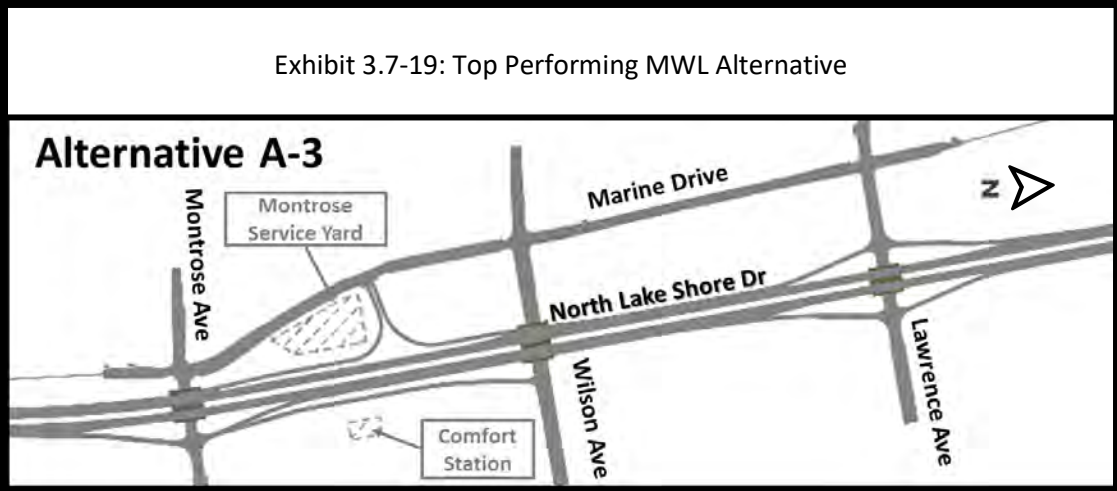 Exhibit 3.7-19: Top Performing MWL Alternative
Alternative A-3
Montrose Ave
Montrose
Service Yard
Marine Drive
N
North Lake Shore Dr
Wilson Ave
Lawrence Ave
Comfort
Station